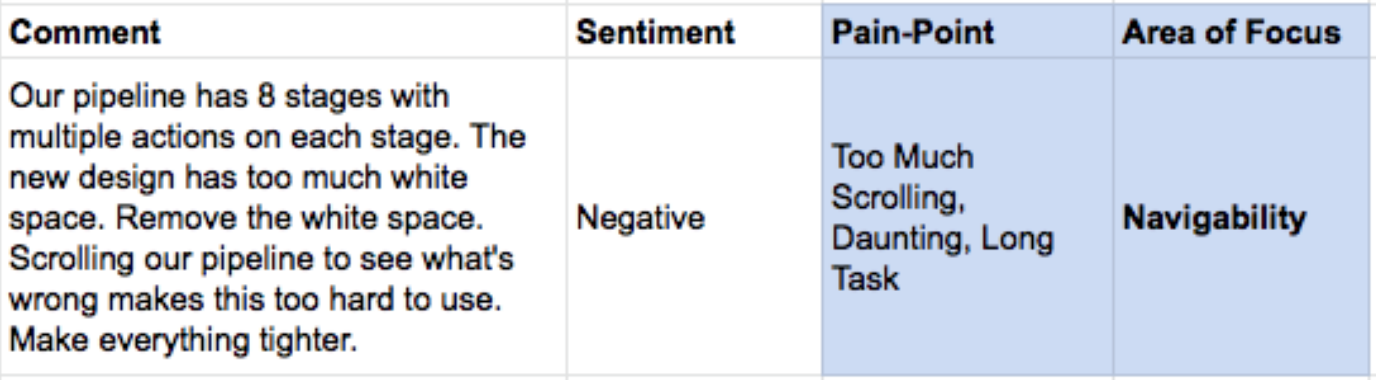 Comment Sentiment Pain-Point Area of Focus
Our pipeline has 8 stages with
multiple actions on each stage. The
new design has too much white
space. Remove the white space.
Scrolling our pipeline to see what's
wrong makes this too hard to use.
Make everything tighter.
Negative
Too Much
Scrolling,
Daunting, Long
Task
Navigability